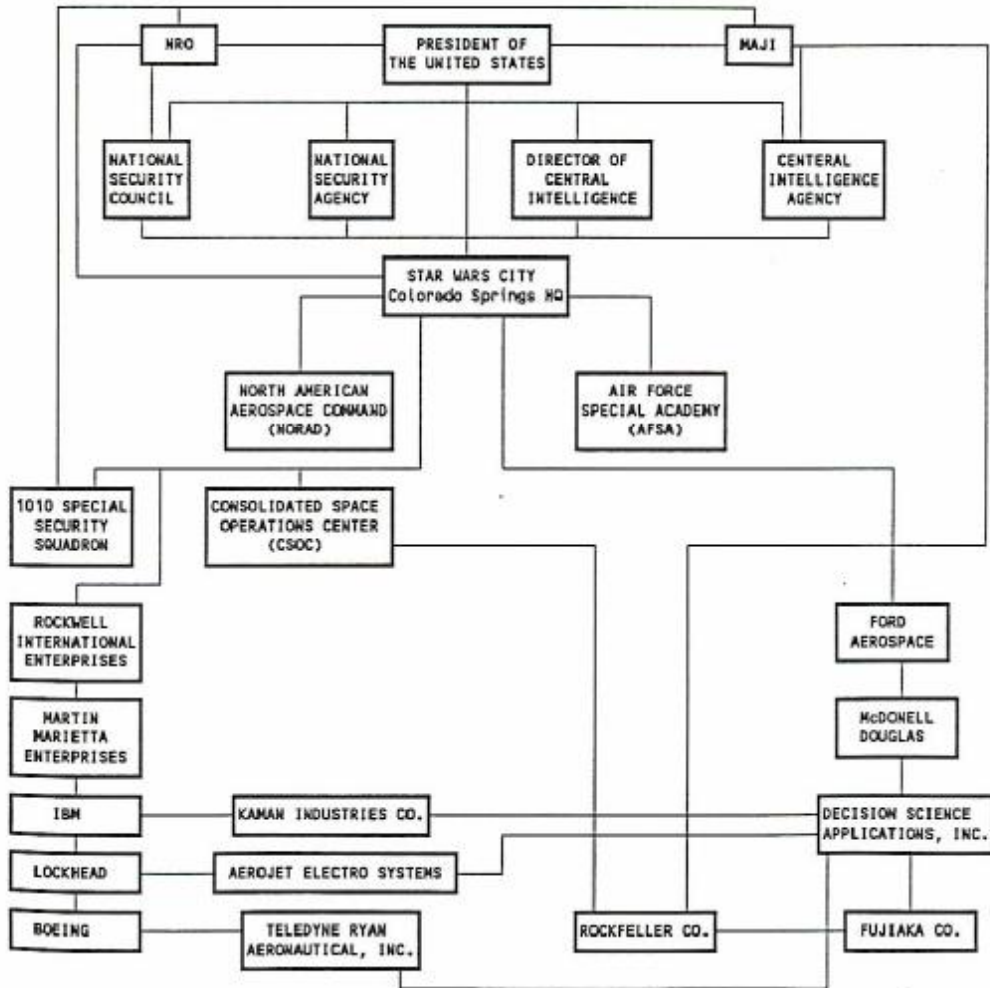 NRO
PRESIDENT OF
THE UNITED STATES
MAJI
NATIONAL
SECURITY
COUNCIL
NATIONAL
SECURITY
AGENCY
DIRECTOR OF
CENTRAL
INTELLIGENCE
CENTERAL
INTELLIGENCE
AGENCY
STAR WARS CITY
Colorado Springs HQ
NORTH AMERICAN
AEROSPACE COMMAND
(NORAD)
AIR FORCE
SPECIAL ACADEMY
(AFSA)
1010 SPECIAL
SECURITY
SQUADRON
CONSOLIDATED SPACE
OPERATIONS CENTER
(CSOC)
ROCKWELL
INTERNATIONAL
ENTERPRISES
FORD
AEROSPACE
MARTIN
MARIETTA
ENTERPRISES
McDONELL
DOUGLAS
IBM
KAMAN INDUSTRIES CO.
DECISION SCIENCE
APPLICATIONS, INC.
LOCKHEAD
AEROJET ELECTRO SYSTEMS
BOEING
TELEDYNE RYAN
AERONAUTICAL, INC.
ROCKFELLER CO.
FUJIAKA CO.